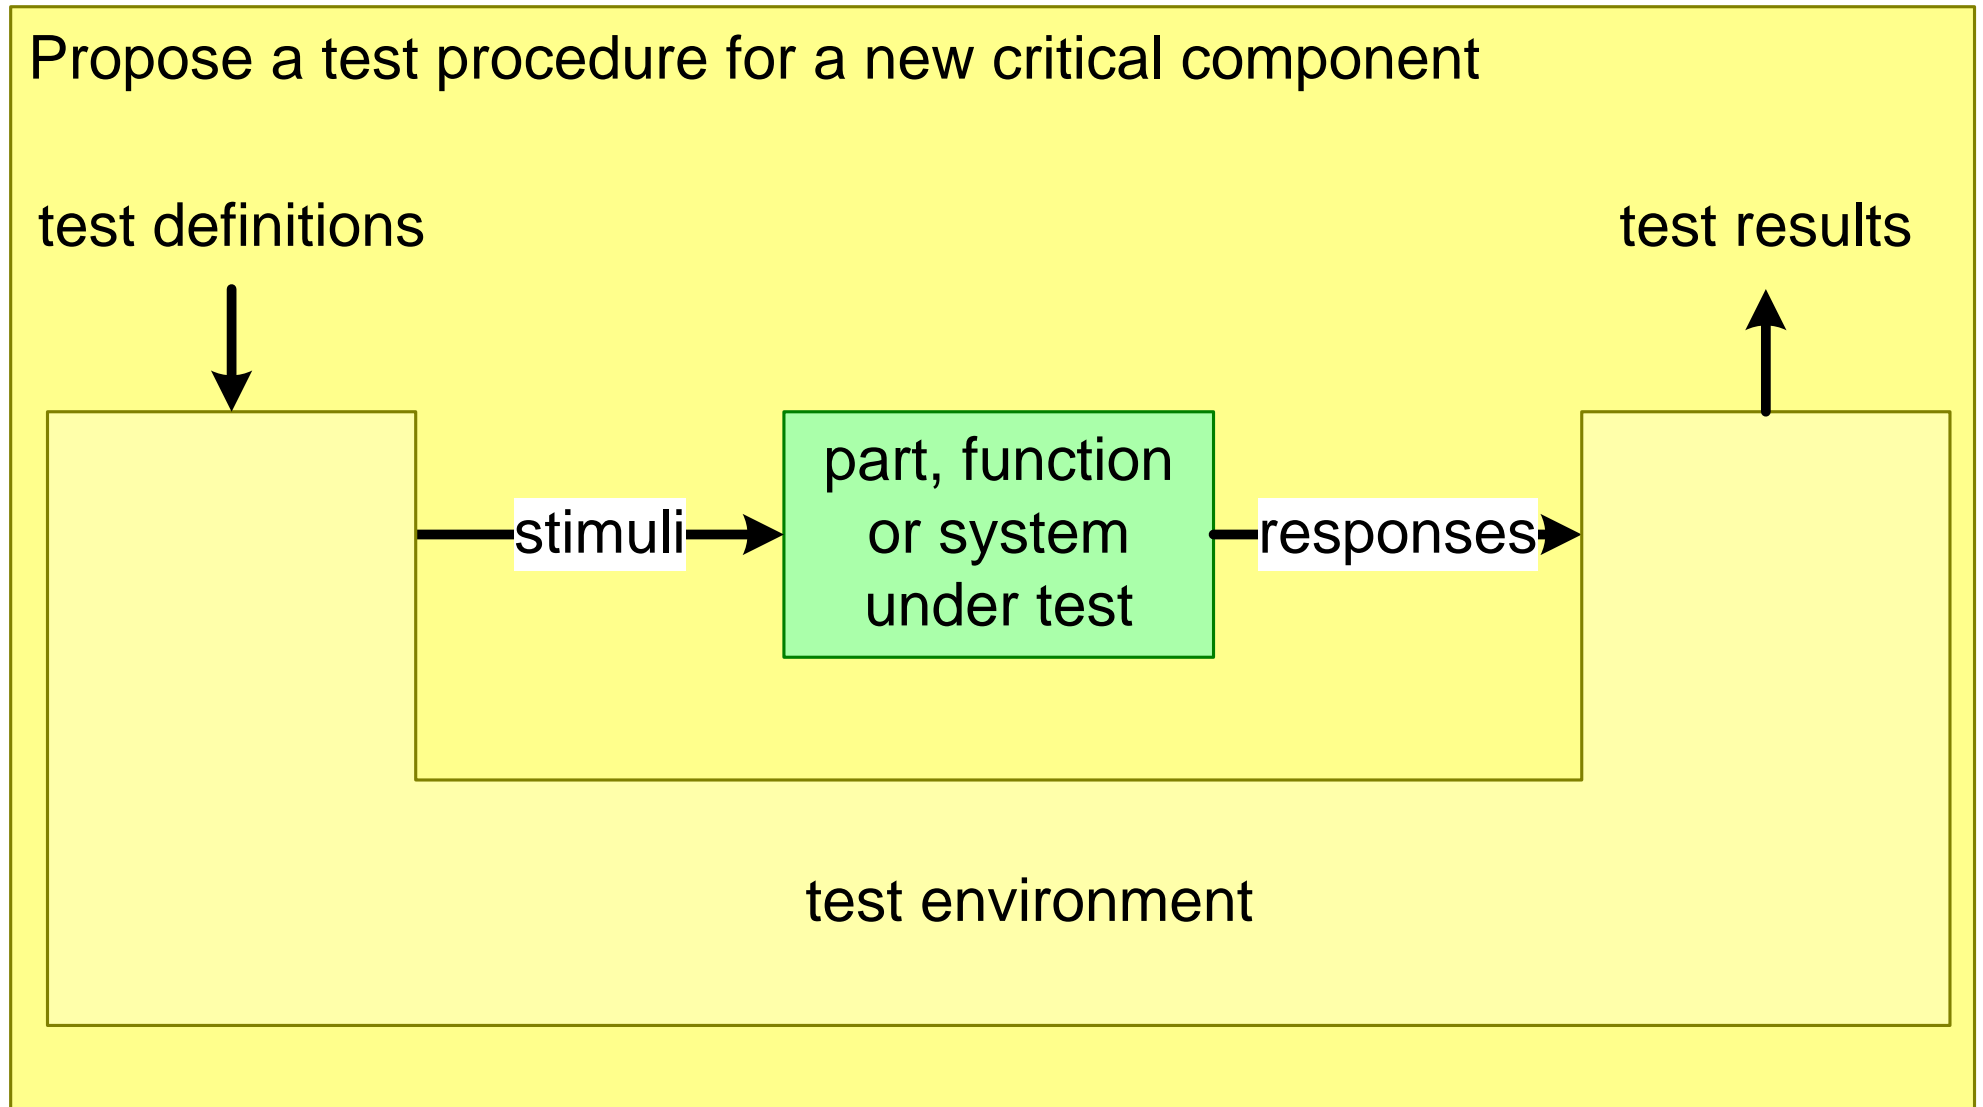 Propose a test procedure for a new critical component
test definitions
test results
part, function
or system
under test
stimuli
responses
test environment